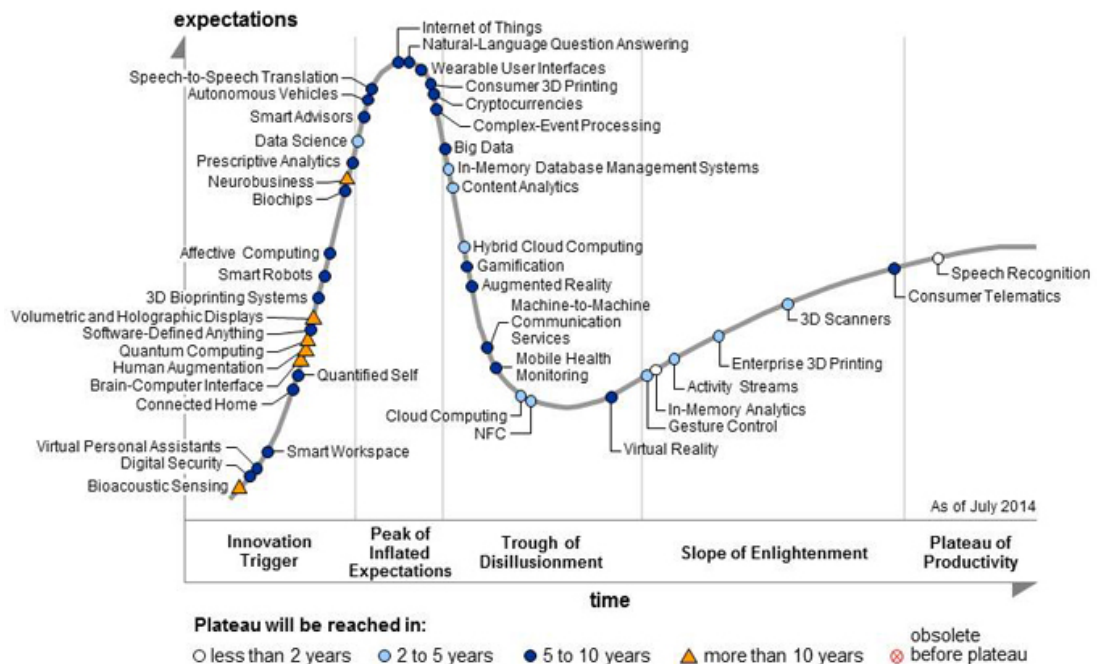 expectations
Internet of Things
Natural-Language Question Answering
Wearable User Interfaces
Speech-to-Speech Translation
Consumer 3D Printing
Autonomous Vehicles
Cryptocurrencies
Smart Advisors
Complex-Event Processing
Data Science
Big Data
Prescriptive Analytics
In-Memory Database Management Systems
Neurobusiness
Content Analytics
Biochips
Affective Computing
Hybrid Cloud Computing
Smart Robots
Gamification
3D Bioprinting Systems
Augmented Reality
Volumetric and Holographic Displays
Machine-to-Machine
Communication
Services
Software-Defined Anything
Quantum Computing
Human Augmentation
Mobile Health
Monitoring
Brain-Computer Interface
Quantified Self
Connected Home
Cloud Computing
NFC
Virtual Personal Assistants
Smart Workspace
Digital Security
Bioacoustic Sensing
Virtual Reality
Speech Recognition
Consumer Telematics
3D Scanners
Enterprise 3D Printing
Activity Streams
In-Memory Analytics
Gesture Control
As of July 2014
Innovation
Trigger
Peak of
Inflated
Expectations
Trough of
Disillusionment
Slope of Enlightenment
Plateau of
Productivity
time
Plateau will be reached in:
less than 2 years
2 to 5 years
5 to 10 years
more than 10 years
obsolete
before plateau